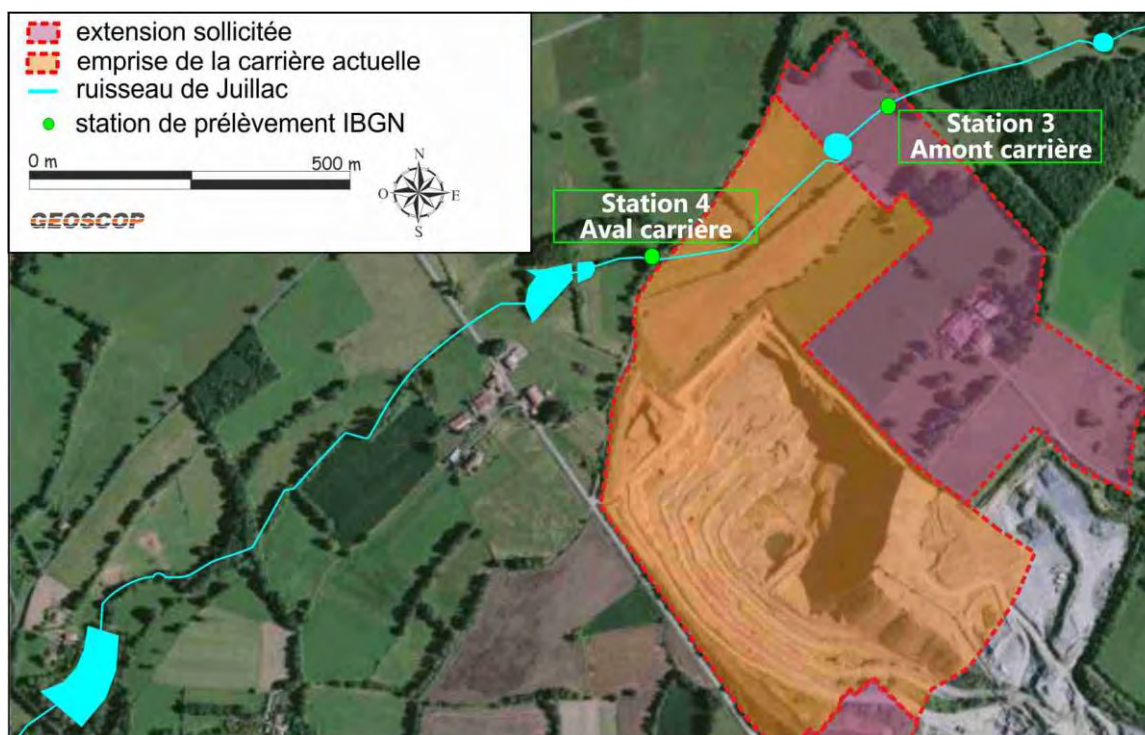 extension sollicitée
emprise de la carrière actuelle
ruisseau de Juillac
station de prélèvement IBGN
0 m 500 m
N
O E
S
GEOSCOP
Station 3
Amont carrière
Station 4
Aval carrière